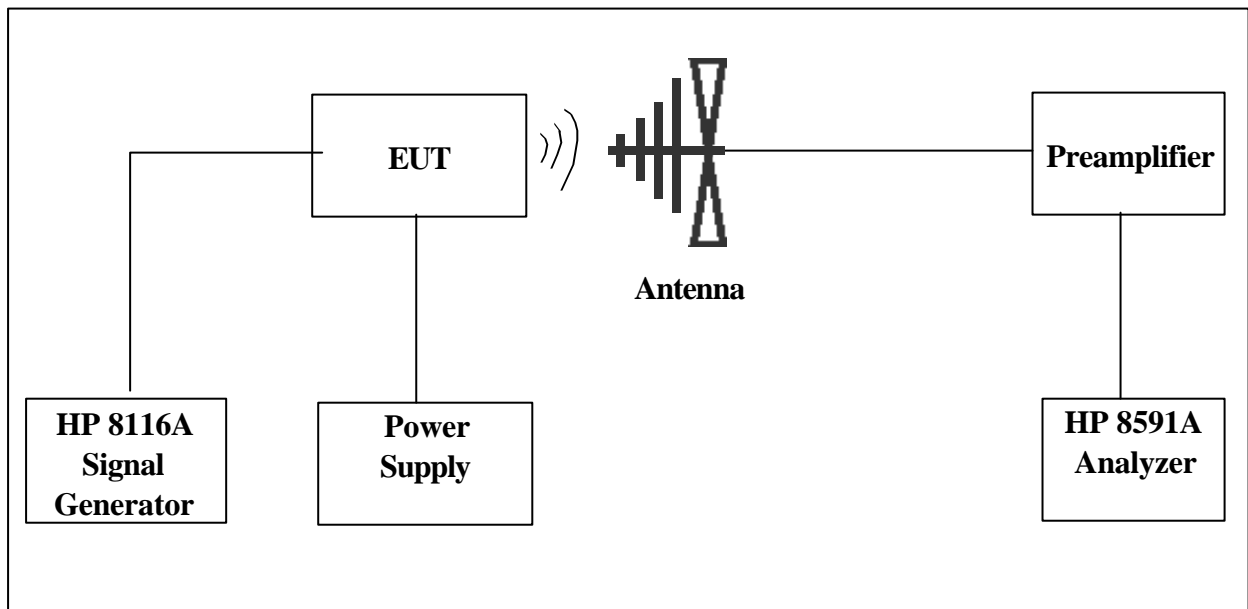 EUT
Preamplifier
Antenna
HP 8116A
Signal
Generator
Power
Supply
HP 8591A
Analyzer